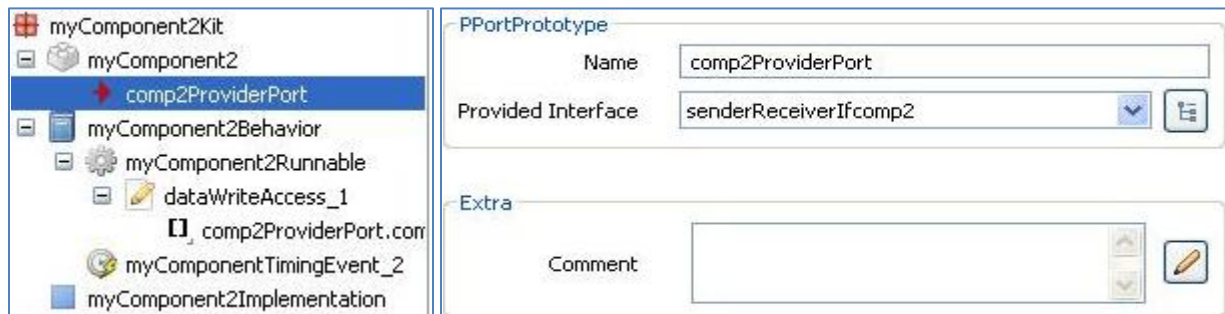 myComponent2Kit
myComponent2
comp2ProviderPort
myComponent2Behavior
myComponent2Runnable
dataWriteAccess_1
comp2ProviderPort.com
myComponentTimingEvent_2
myComponent2Implementation
PPortPrototype
Name comp2ProviderPort
Provided Interface senderReceiverIfcomp2
Extra
Comment